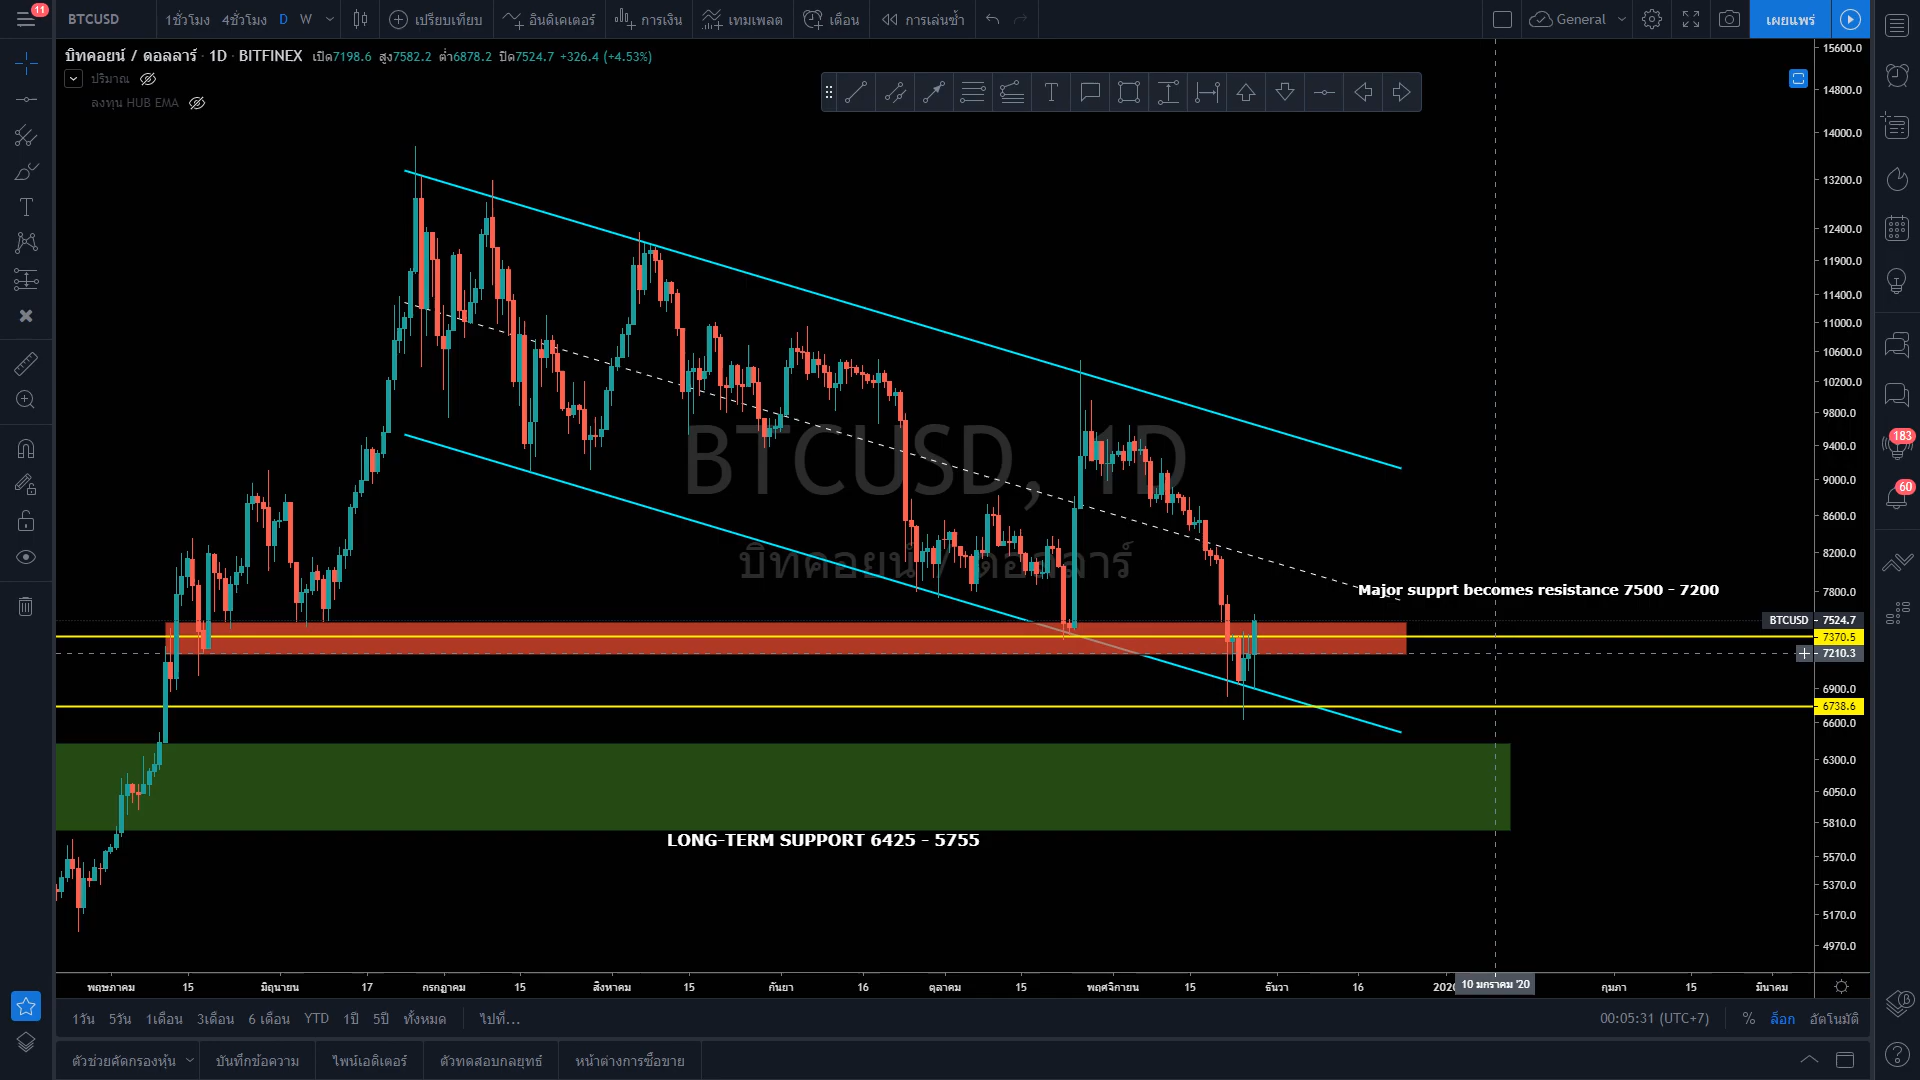 11
BTCUSD
1ชั่วโมง 4ชั่วโมง D W
เปรียบเทียบ
อินดิเคเตอร์
การเงิน
เทมเพลต
เตือน
การเล่นซ้ำ
General
เผยแพร่
บิทคอยน์ / ดอลลาร์ · 1D · BITFINEX เปิด7198.6 สูง7582.2 ต่ำ6878.2 ปิด7524.7 +326.4 (+4.53%)
ปริมาณ
ลงทุน HUB EMA
BTCUSD, 1D
บิทคอยน์ / ดอลลาร์
Major supprt becomes resistance 7500 - 7200
LONG-TERM SUPPORT 6425 - 5755
15600.0
14800.0
14000.0
13200.0
12400.0
11900.0
11400.0
11000.0
10600.0
10200.0
9800.0
9400.0
9000.0
8600.0
8200.0
7800.0
BTCUSD 7524.7
7370.5
7210.3
6900.0
6738.6
6600.0
6300.0
6050.0
5810.0
5570.0
5370.0
5170.0
4970.0
183
60
พฤษภาคม 15 มิถุนายน 17 กรกฎาคม 15 สิงหาคม 15 กันยา 16 ตุลาคม 15 พฤศจิกายน 15 ธันวา 16 2020 10 มกราคม '20 กุมภา 15 มีนาคม
1วัน 5วัน 1เดือน 3เดือน 6 เดือน YTD 1ปี 5ปี ทั้งหมด ไปที่...
00:05:31 (UTC+7) % ล็อก อัตโนมัติ
ตัวช่วยคัดกรองหุ้น บันทึกข้อความ ไพน์เอดิเตอร์ ตัวทดสอบกลยุทธ์ หน้าต่างการซื้อขาย